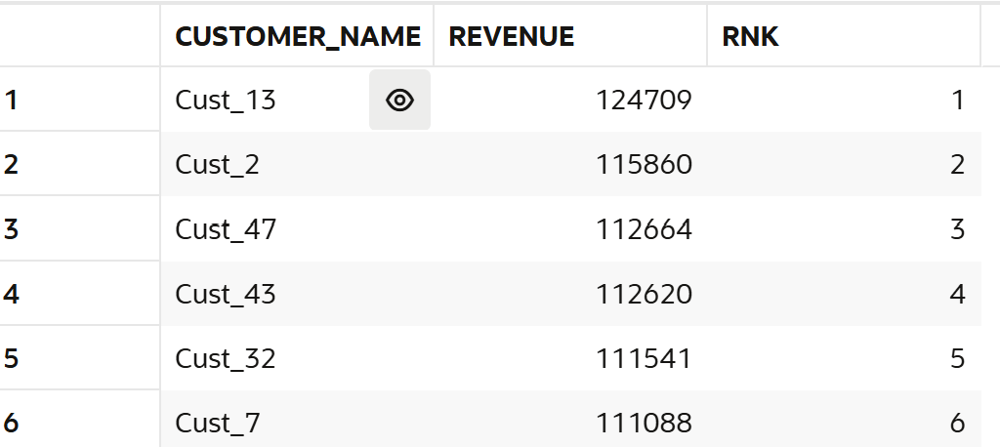 CUSTOMER_NAME REVENUE RNK
1 Cust_13 124709 1
2 Cust_2 115860 2
3 Cust_47 112664 3
4 Cust_43 112620 4
5 Cust_32 111541 5
6 Cust_7 111088 6